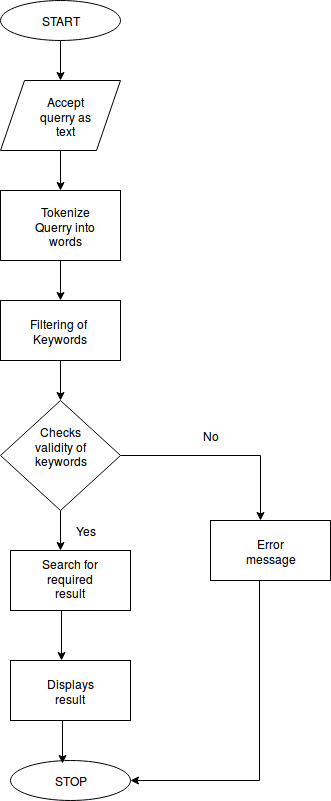 START
Accept
querry as
text
Tokenize
Querry into
words
Filtering of
Keywords
Checks
validity of
keywords
No
Yes
Error
message
Search for
required
result
Displays
result
STOP